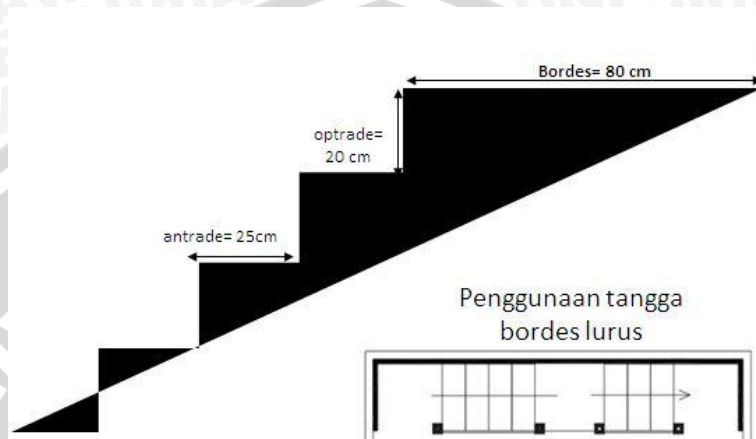 Bordes= 80 cm
optrade=
20 cm
antrade= 25cm
Penggunaan tangga
bordes lurus